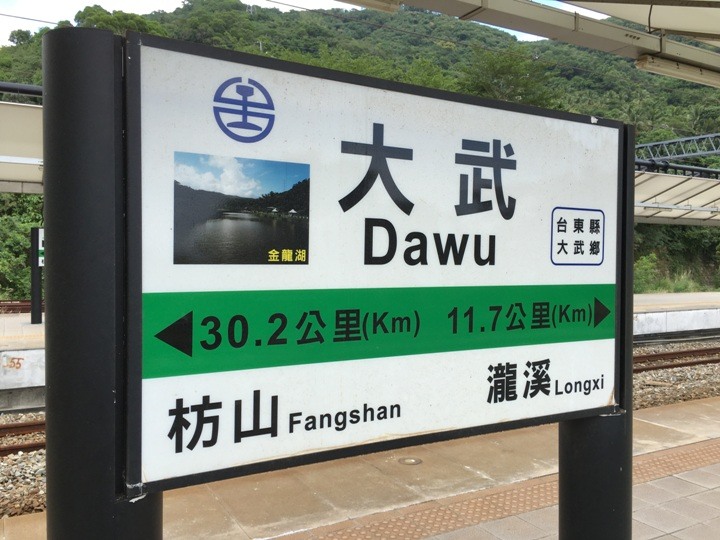 大武
Dawu
金龍湖
台東縣
大武鄉
30.2公里(Km) 11.7公里(Km)
枋山 Fangshan
瀧溪 Longxi